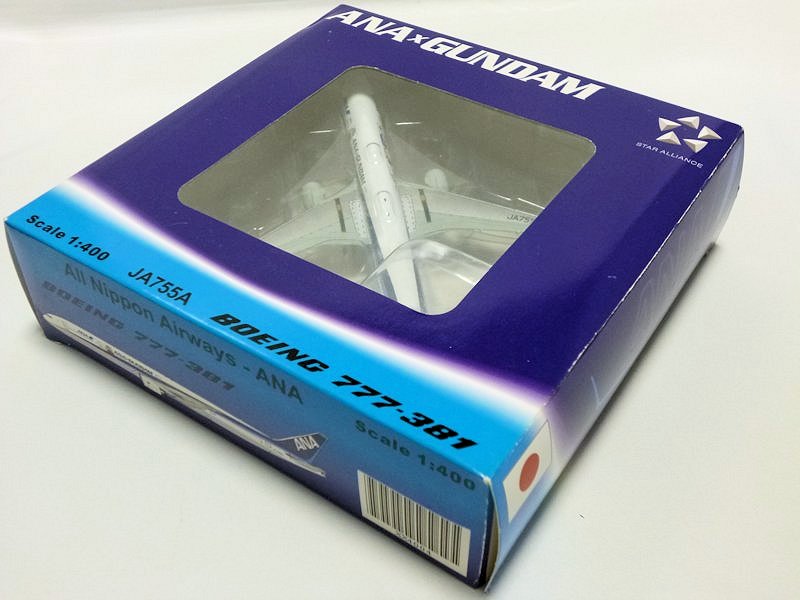 ANA×GUNDAM
STAR ALLIANCE
JA755
Scale 1:400
JA755A
BOEING 777-381
All Nippon Airways - ANA
BOEING 777-381
Scale 1:400
ANA